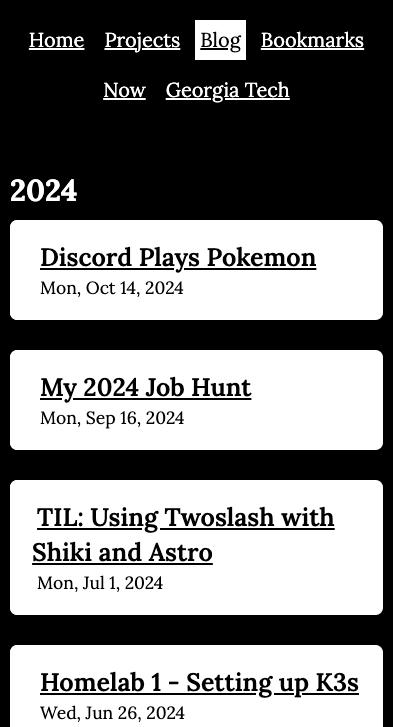 Home Projects Blog Bookmarks
Now Georgia Tech
2024
Discord Plays Pokemon
Mon, Oct 14, 2024
My 2024 Job Hunt
Mon, Sep 16, 2024
TIL: Using Twoslash with
Shiki and Astro
Mon, Jul 1, 2024
Homelab 1 - Setting up K3s
Wed, Jun 26, 2024